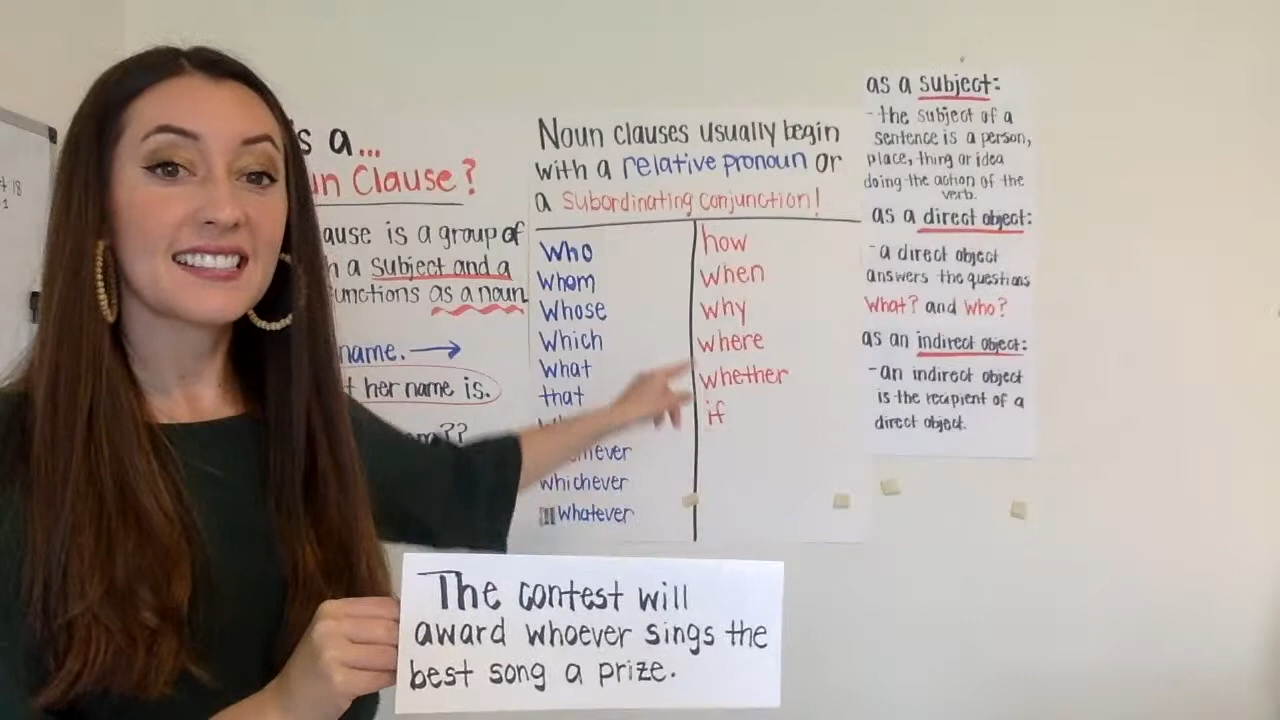 s a...
un Clause?
ause is a group of
h a subject and a
unctions as a noun
name.
t her name is.
m??
Noun clauses usually begin
with a relative pronoun or
a subordinating conjunction!
Who
Whom
Whose
Which
What
that
Wh
omever
whichever
whatever
how
when
why
where
whether
if
as a subject:
- the subject of a
sentence is a person,
place, thing or idea
doing the action of the
verb.
as a direct object:
- a direct object
answers the questions
What? and Who?
as an indirect object:
- an indirect object
is the recipient of a
direct object.
The contest will
award whoever sings the
best song a prize.